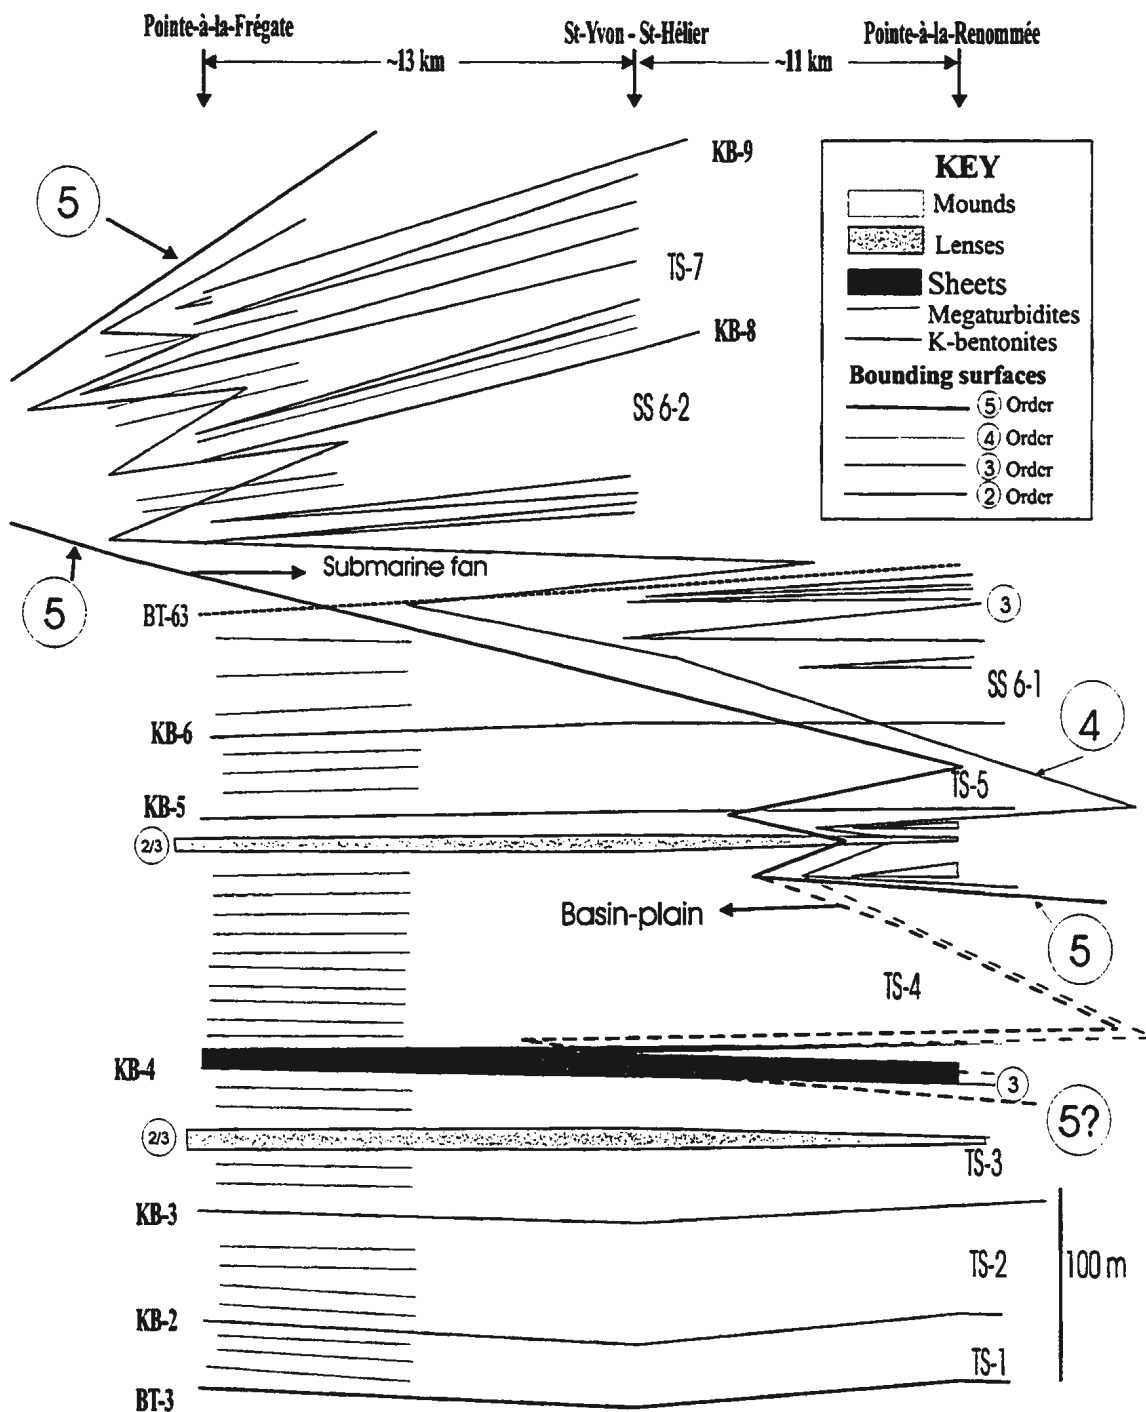 Pointe-à-la-Frégate
St-Yvon - St-Hélier
Pointe-à-la-Renommée
~13 km
~11 km
KB-9
5
TS-7
KB-8
SS 6-2
KEY
Mounds
Lenses
Sheets
Megaturbidites
K-bentonites
Bounding surfaces
5 Order
4 Order
3 Order
2 Order
Submarine fan
5
BT-63
3
SS 6-1
KB-6
4
TS-5
KB-5
2/3
Basin-plain
5
TS-4
KB-4
3
5?
2/3
TS-3
KB-3
TS-2
100 m
KB-2
TS-1
BT-3